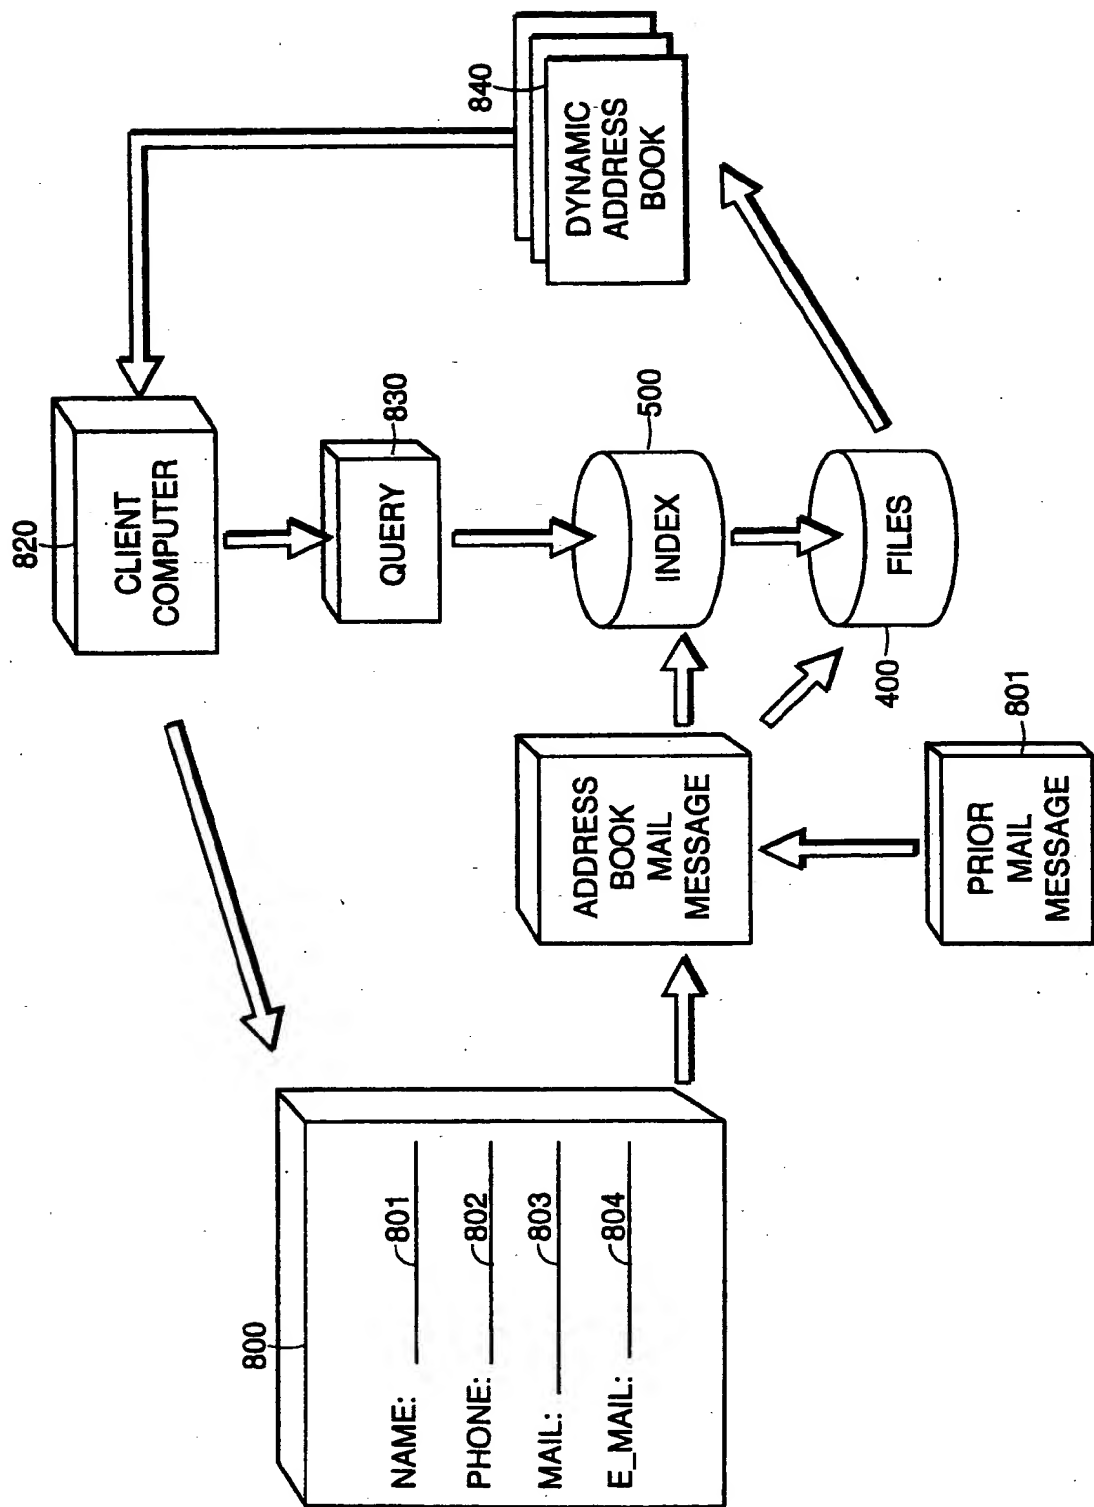 820
CLIENT
COMPUTER
840
DYNAMIC
ADDRESS
BOOK
830
QUERY
500
INDEX
FILES
400
800
NAME: 801
PHONE: 802
MAIL: 803
E_MAIL: 804
ADDRESS
BOOK
MAIL
MESSAGE
801
PRIOR
MAIL
MESSAGE